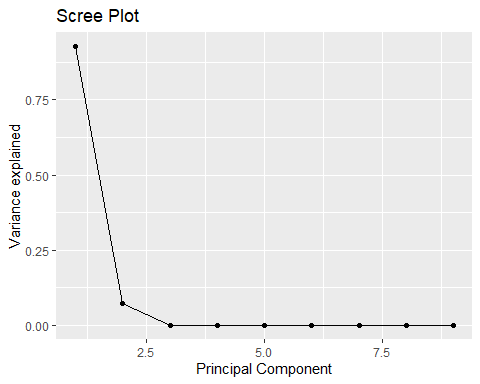 Scree Plot
Variance explained
0.75
0.50
0.25
0.00
2.5 5.0 7.5
Principal Component